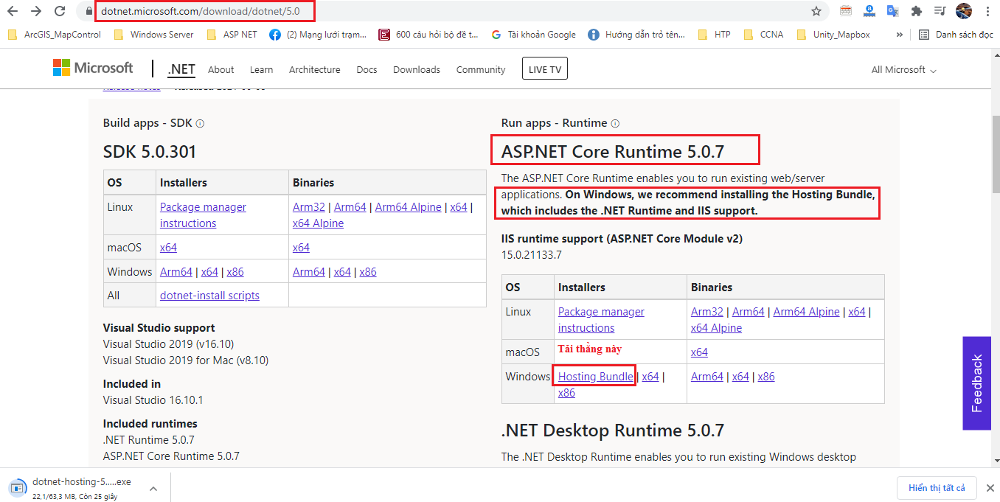 dotnet.microsoft.com/download/dotnet/5.0
ArcGIS_MapControl
Windows Server
ASP NET
(2) Mạng lưới trạm...
600 câu hỏi bộ đề t...
Tài khoản Google
Hướng dẫn trỏ tên...
HTP
CCNA
Unity_Mapbox
»
Danh sách đọc
Microsoft
.NET
About
Learn
Architecture
Docs
Downloads
Community
LIVE TV
All Microsoft
Build apps - SDK
SDK 5.0.301
OS Installers Binaries
Linux Package manager instructions Arm32 | Arm64 | Arm64 Alpine | x64 |
x64 Alpine
macOS x64 x64
Windows Arm64 | x64 | x86 Arm64 | x64 | x86
All dotnet-install scripts
Visual Studio support
Visual Studio 2019 (v16.10)
Visual Studio 2019 for Mac (v8.10)
Included in
Visual Studio 16.10.1
Included runtimes
.NET Runtime 5.0.7
ASP.NET Core Runtime 5.0.7
Run apps - Runtime
ASP.NET Core Runtime 5.0.7
The ASP.NET Core Runtime enables you to run existing web/server
applications. On Windows, we recommend installing the Hosting Bundle,
which includes the .NET Runtime and IIS support.
IIS runtime support (ASP.NET Core Module v2)
15.0.21133.7
OS Installers Binaries
Linux Package manager instructions Arm32 | Arm64 | Arm64 Alpine | x64 |
x64 Alpine
Tải thằng này
macOS x64
Windows Hosting Bundle | x64 | Arm64 | x64 | x86
x86
.NET Desktop Runtime 5.0.7
The .NET Desktop Runtime enables you to run existing Windows desktop
Feedback
dotnet-hosting-5.....exe
22,1/63,3 MB, Còn 25 giây
Hiển thị tất cả